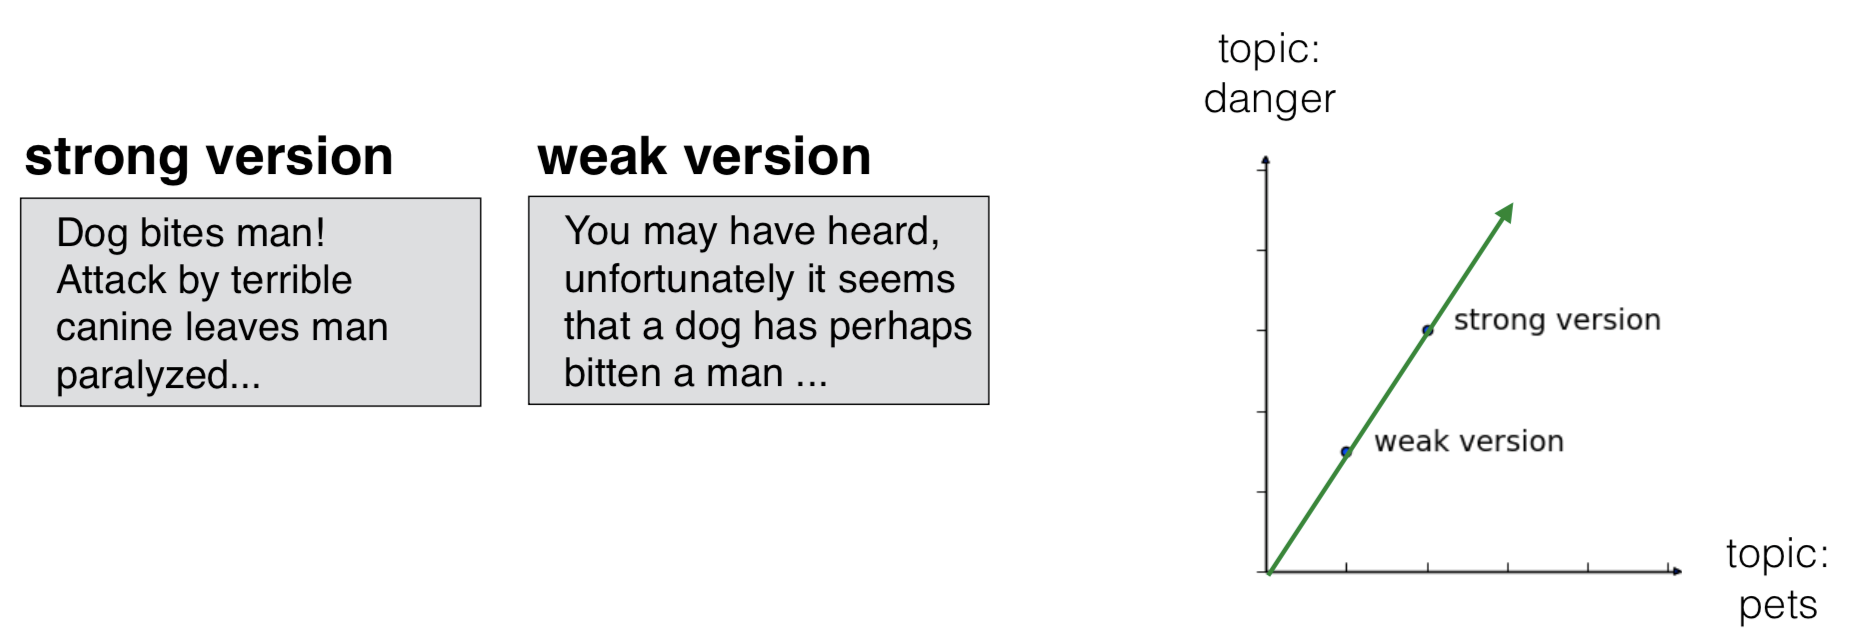 strong version
Dog bites man!
Attack by terrible
canine leaves man
paralyzed...
weak version
You may have heard,
unfortunately it seems
that a dog has perhaps
bitten a man ...
topic:
danger
strong version
weak version
topic:
pets